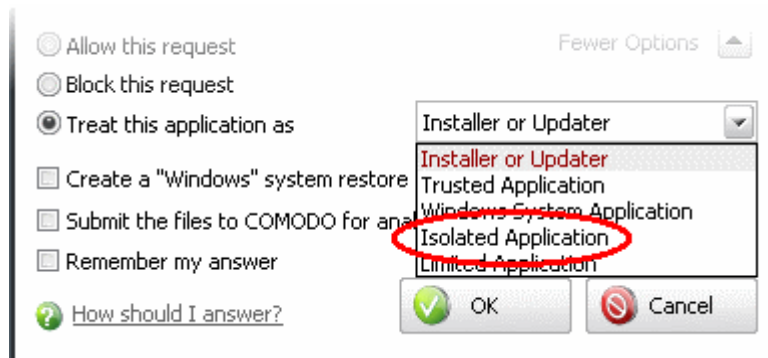 Allow this request
Fewer Options
Block this request
Treat this application as
Installer or Updater
Installer or Updater
Create a "Windows" system restore
Trusted Application
Windows System Application
Submit the files to COMODO for ana
Isolated Application
Remember my answer
Limited Application
How should I answer?
OK
Cancel